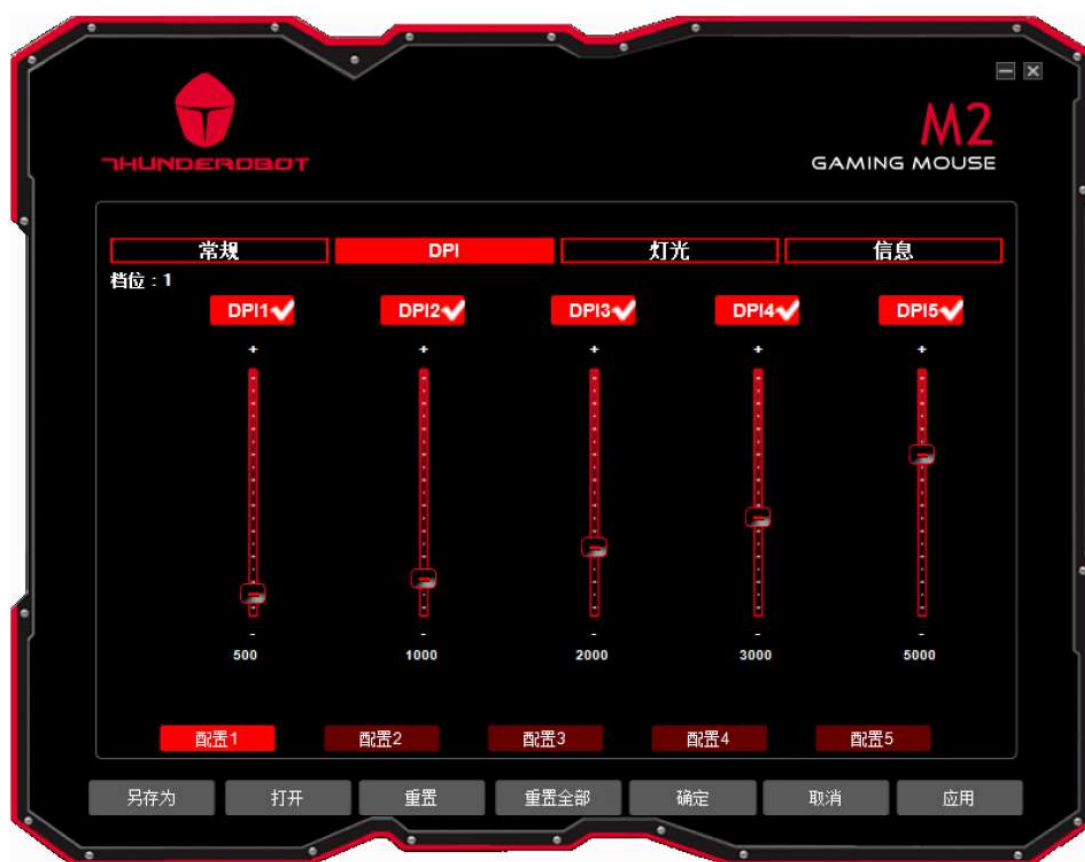 THUNDEROBOT
M2
GAMING MOUSE
常规 DPI 灯光 信息
档位：1
DPI1 DPI2 DPI3 DPI4 DPI5
+ + + + +
- - - - -
500 1000 2000 3000 5000
配置1 配置2 配置3 配置4 配置5
另存为 打开 重置 重置全部 确定 取消 应用